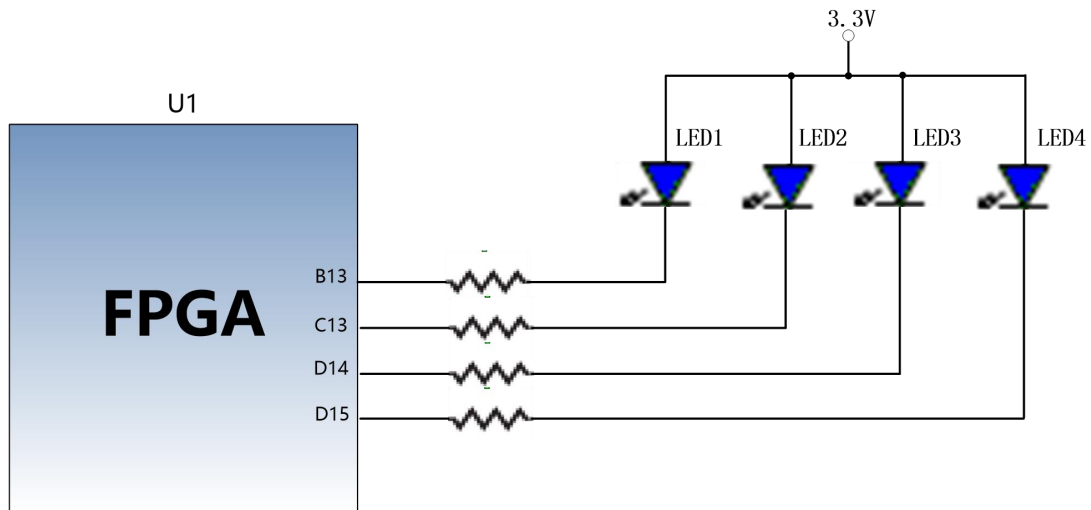 3.3V
U1
LED1
LED2
LED3
LED4
B13
FPGA
C13
D14
D15